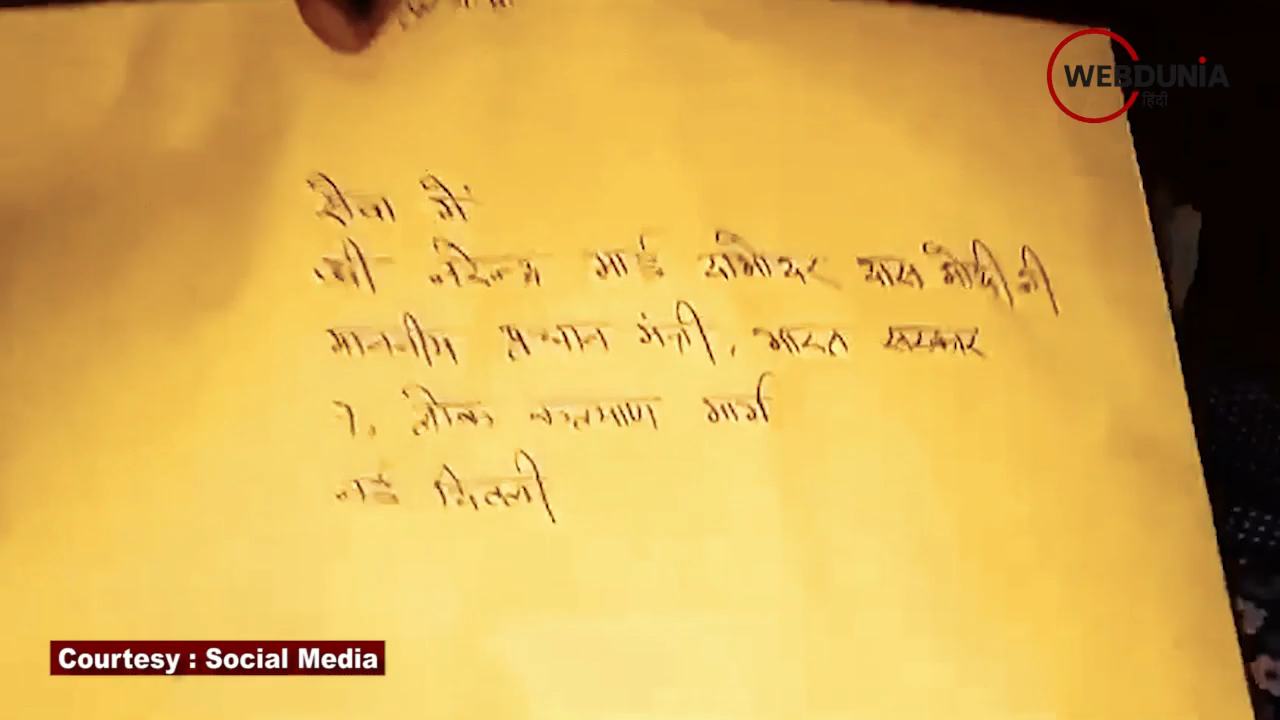 WEBDUNIA
हिंदी
सेवा में
श्री नरेन्द्र भाई दामोदर दास मोदी जी
माननीय प्रधान मंत्री, भारत सरकार
7, लोक कल्याण मार्ग
नई दिल्ली
Courtesy : Social Media